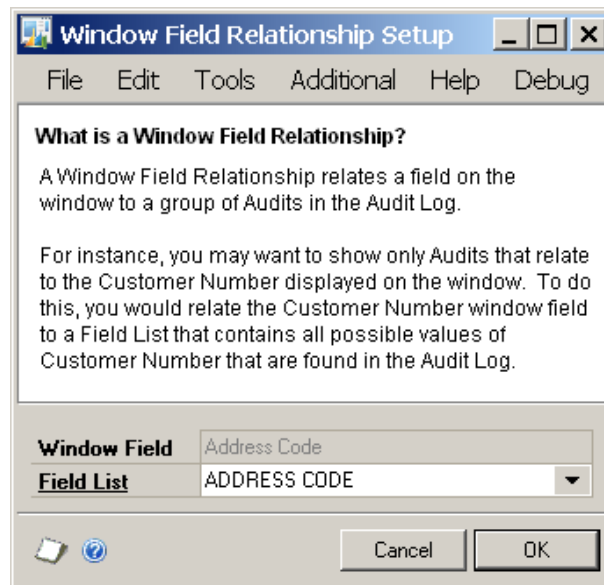 Window Field Relationship Setup
File Edit Tools Additional Help Debug
What is a Window Field Relationship?
A Window Field Relationship relates a field on the
window to a group of Audits in the Audit Log.
For instance, you may want to show only Audits that relate
to the Customer Number displayed on the window. To do
this, you would relate the Customer Number window field
to a Field List that contains all possible values of
Customer Number that are found in the Audit Log.
Window Field Address Code
Field List ADDRESS CODE
Cancel OK